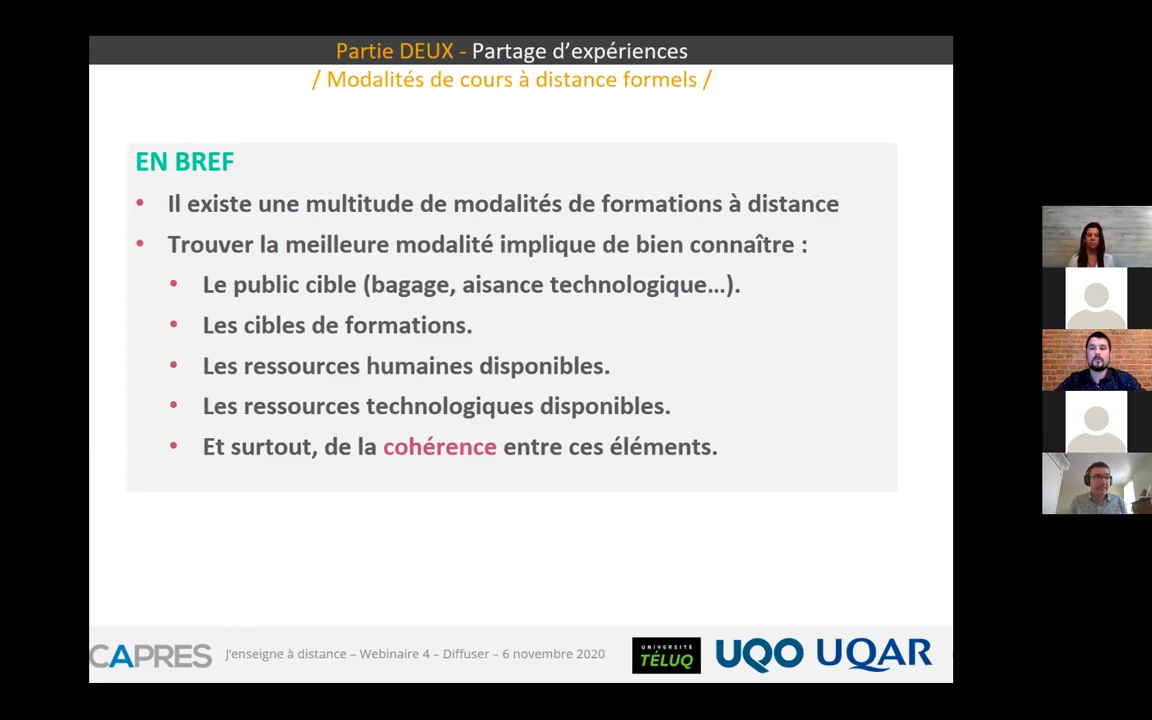 Partie DEUX - Partage d’expériences
/ Modalités de cours à distance formels /
EN BREF
• Il existe une multitude de modalités de formations à distance
• Trouver la meilleure modalité implique de bien connaître :
• Le public cible (bagage, aisance technologique…).
• Les cibles de formations.
• Les ressources humaines disponibles.
• Les ressources technologiques disponibles.
• Et surtout, de la cohérence entre ces éléments.
CAPRES J’enseigne à distance – Webinaire 4 – Diffuser – 6 novembre 2020
UNIVERSITÉ
TÉLUQ
UQO UQAR